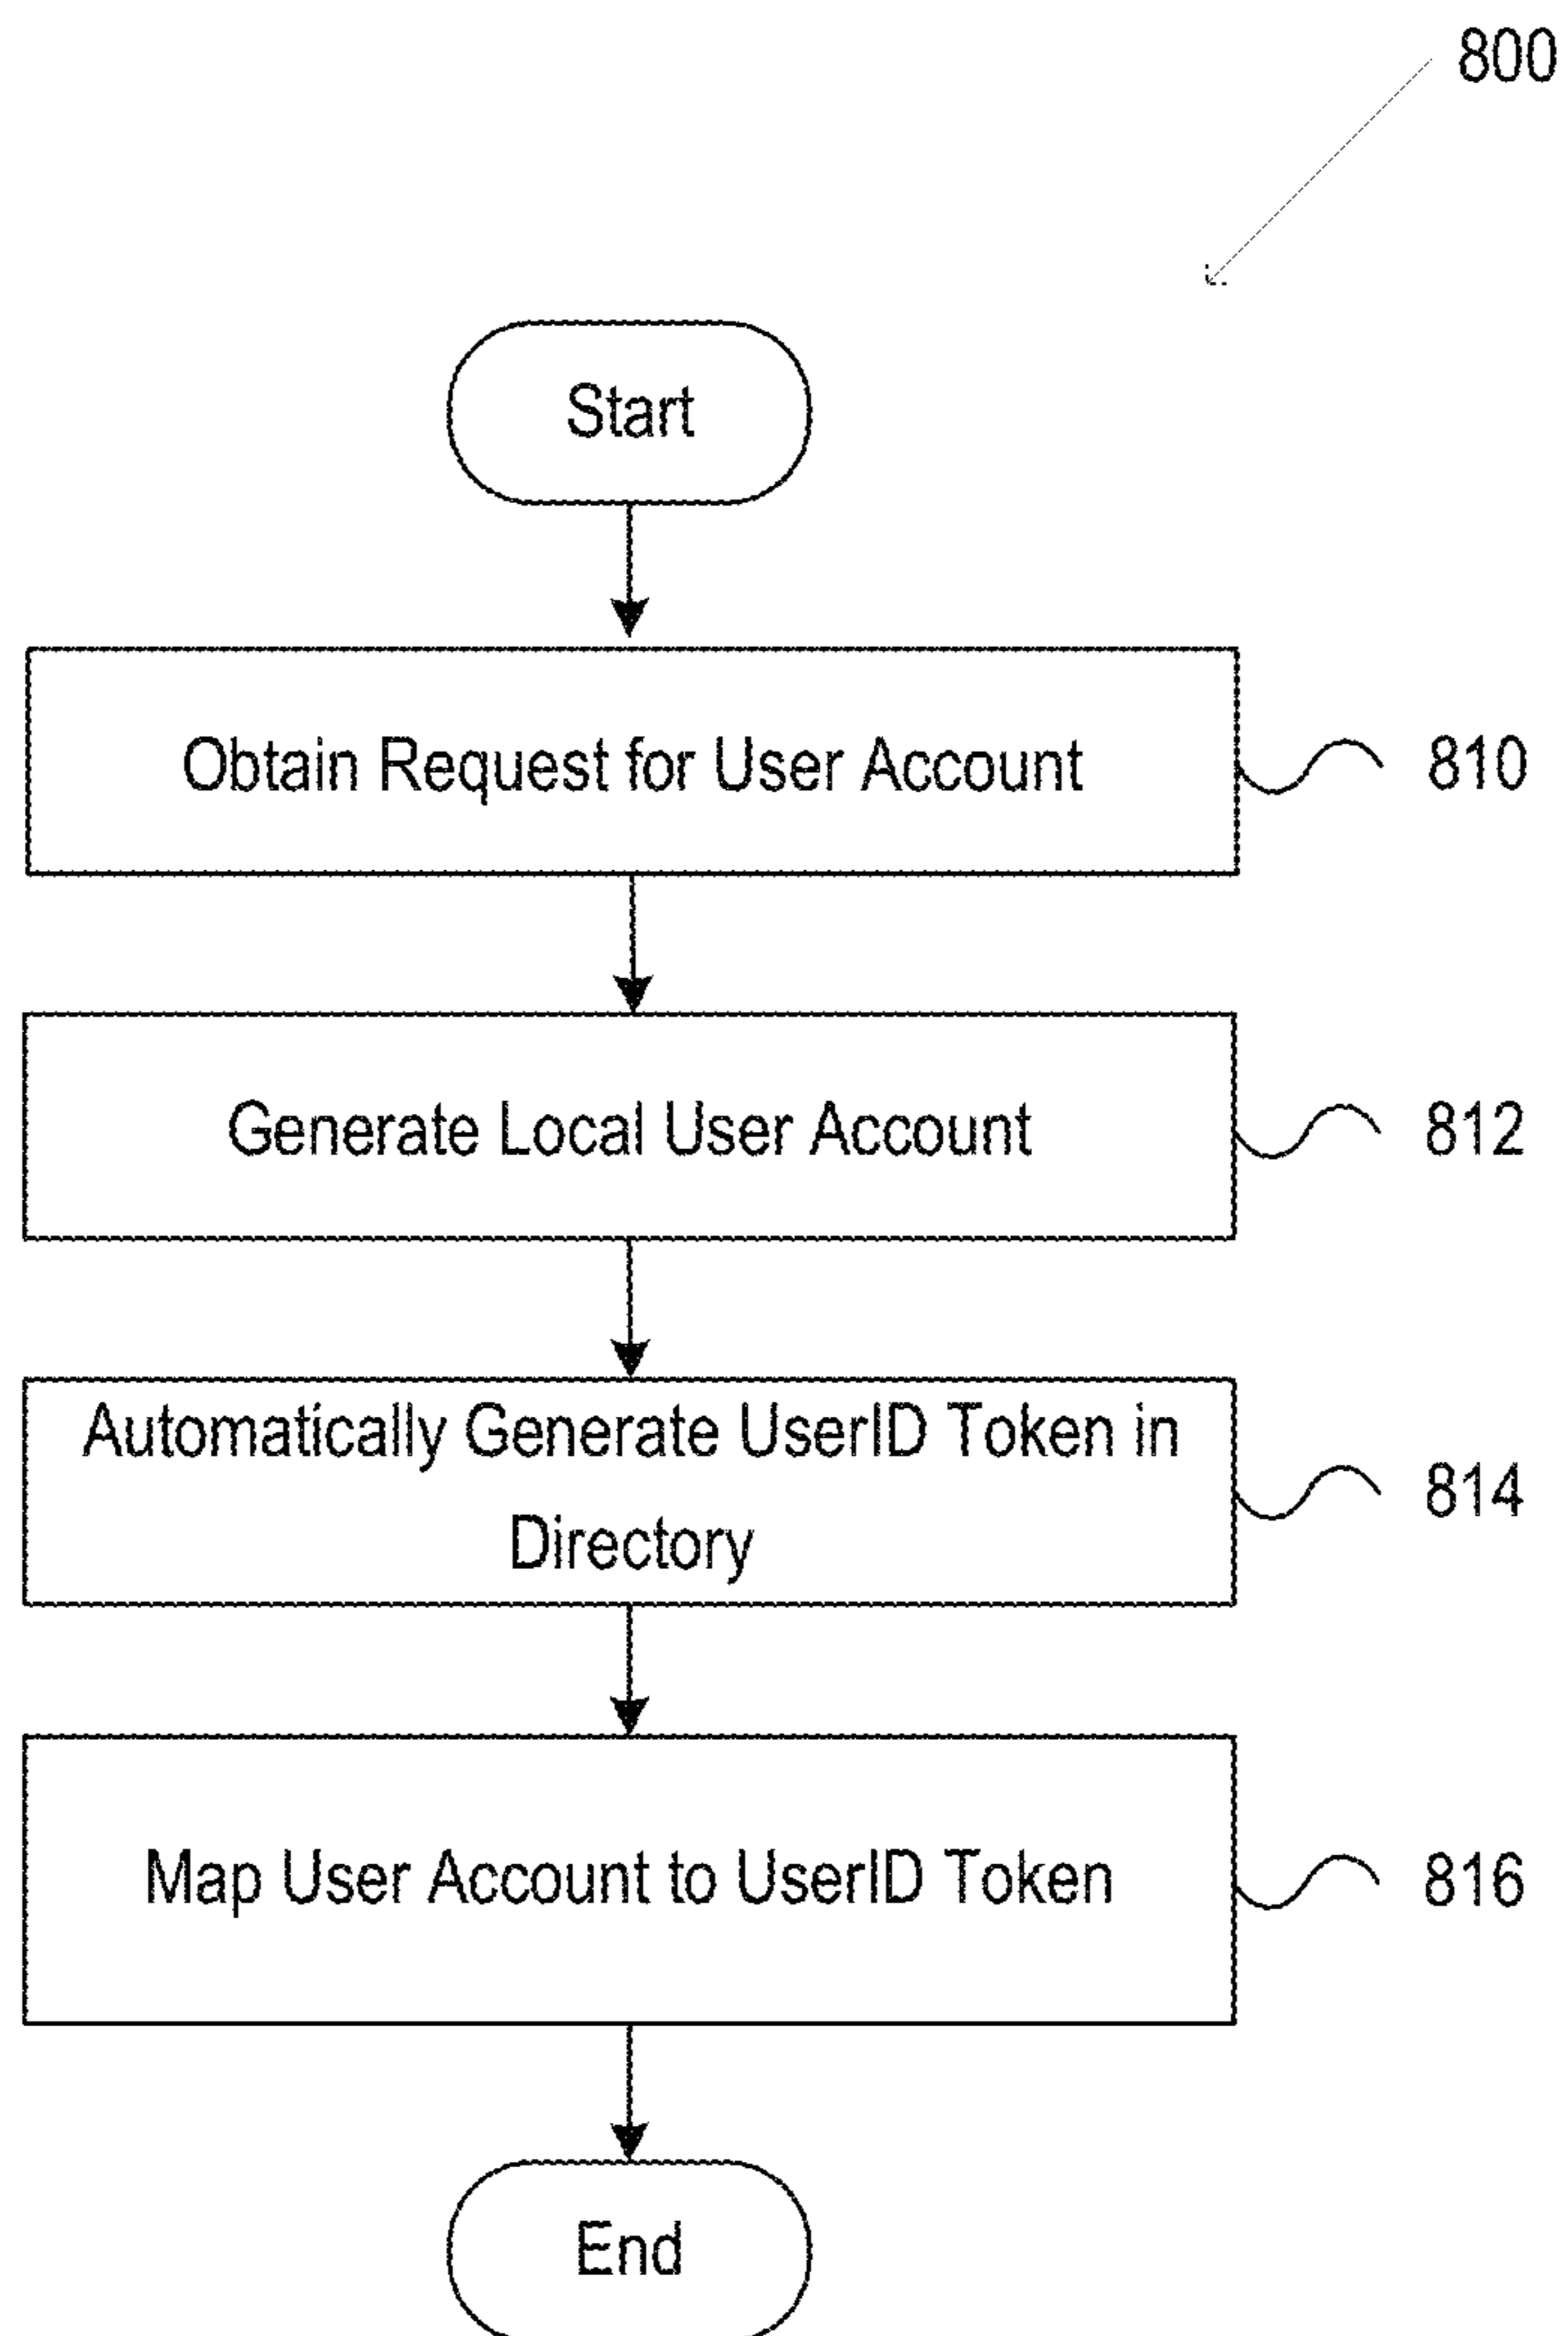 800
Start
Obtain Request for User Account
810
Generate Local User Account
812
Automatically Generate UserID Token in
Directory
814
Map User Account to UserID Token
816
End